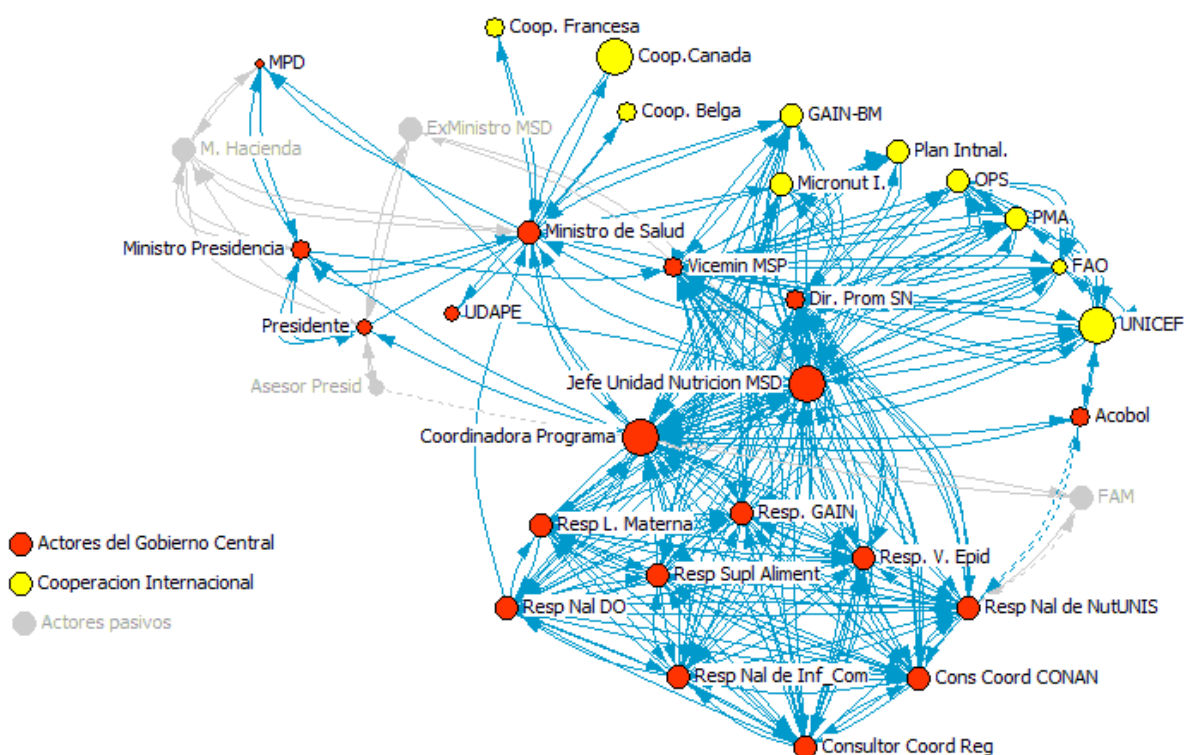 Coop. Francesa
Coop.Canada
MPD
Coop. Belga
GAIN-BM
ExMinistro MSD
M. Hacienda
Plan Intnal.
Micronut I.
OPS
PMA
Ministro de Salud
Ministro Presidencia
Vicemin MSP
FAO
Dir. Prom SN
UDAPE
Presidente
UNICEF
Asesor Presid
Jefe Unidad Nutricion MSD
Acobol
Coordinadora Programa
FAM
Resp. GAIN
Resp L. Materna
Actores del Gobierno Central
Resp. V. Epid
Resp Supl Aliment
Cooperacion Internacional
Resp Nal DO
Resp Nal de NutUNIS
Actores pasivos
Resp Nal de Inf_Com
Cons Coord CONAN
Consultor Coord Reg